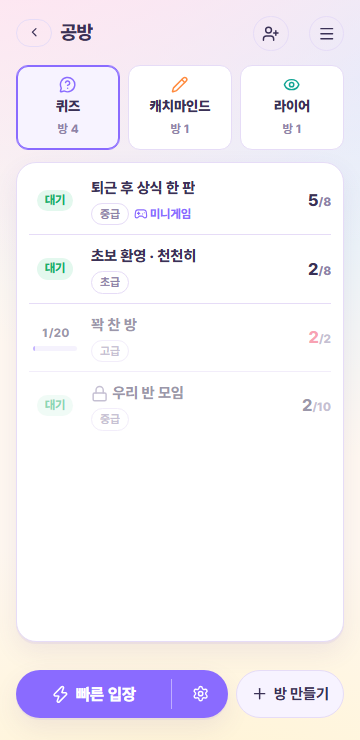 공방
퀴즈
방 4
캐치마인드
방 1
라이어
방 1
대기
퇴근 후 상식 한 판
중급 미니게임
5/8
대기
초보 환영 · 천천히
초급
2/8
1/20
꽉 찬 방
고급
2/2
대기
우리 반 모임
중급
2/10
빠른 입장
방 만들기